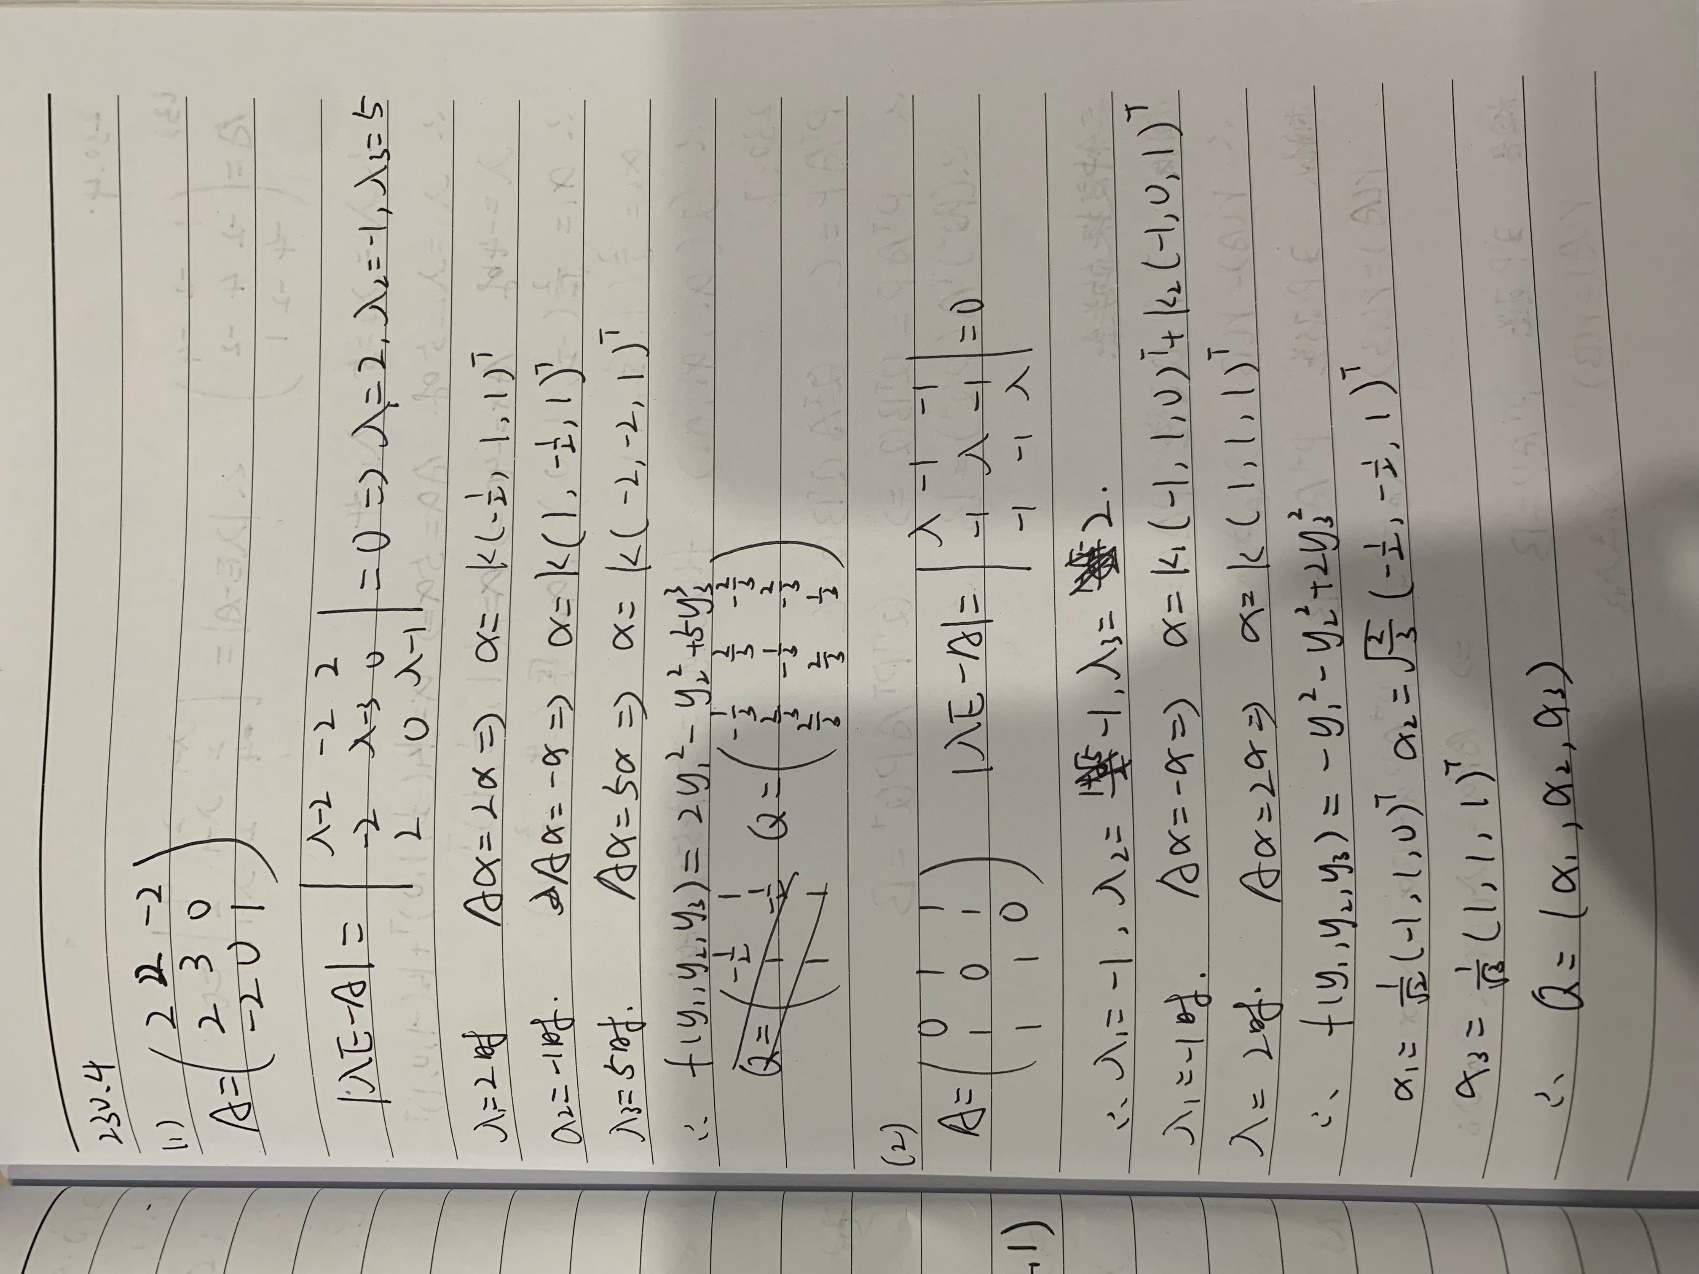 230.4
(1)
A=( 2 2 -2
2 3 0
-2 0 1 )
|λE-A|= | λ-2 -2 2
-2 λ-3 0
2 0 λ-1 | =0 => λ₁=2, λ₂=-1, λ₃=5
λ₁=2时 Aα=2α => α=k(-1/2, 1, 1)ᵀ
λ₂=-1时. Aα=-α => α=k(1, -1/2, 1)ᵀ
λ₃=5时. Aα=5α => α=k(-2, -2, 1)ᵀ
∴ f(y₁,y₂,y₃)=2y₁²-y₂²+5y₃²
Q=( -1/3 2/3 -2/3
2/3 -1/3 -2/3
2/3 2/3 1/3 )
(2)
A=( 0 1 1
1 0 1
1 1 0 ) |λE-A|= | λ -1 -1
-1 λ -1
-1 -1 λ | =0
∴ λ₁=-1, λ₂=-1, λ₃=2.
λ₁=-1时. Aα=-α => α=k₁(-1,1,0)ᵀ+k₂(-1,0,1)ᵀ
λ=2时. Aα=2α => α=k(1,1,1)ᵀ
∴ f(y₁,y₂,y₃)=-y₁²-y₂²+2y₃²
α₁=1/√2(-1,1,0)ᵀ α₂=√(2/3)(-1/2,-1/2,1)ᵀ
α₃=1/√3(1,1,1)ᵀ
∴ Q=(α₁,α₂,α₃)
-1)